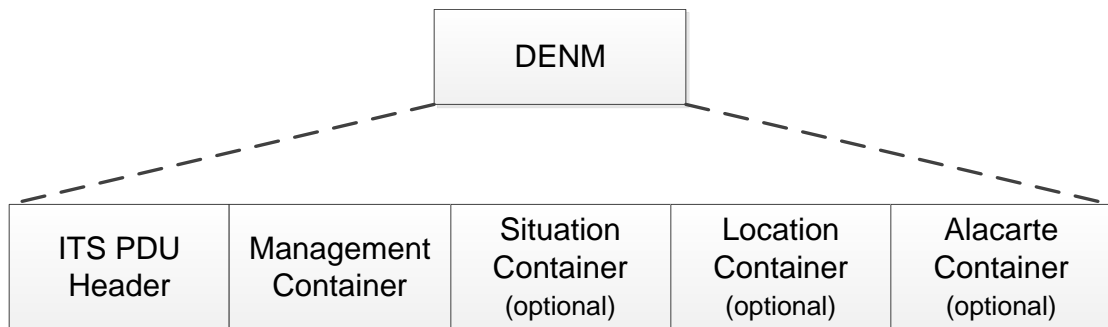 DENM
ITS PDU
Header
Management
Container
Situation
Container
(optional)
Location
Container
(optional)
Alacarte
Container
(optional)